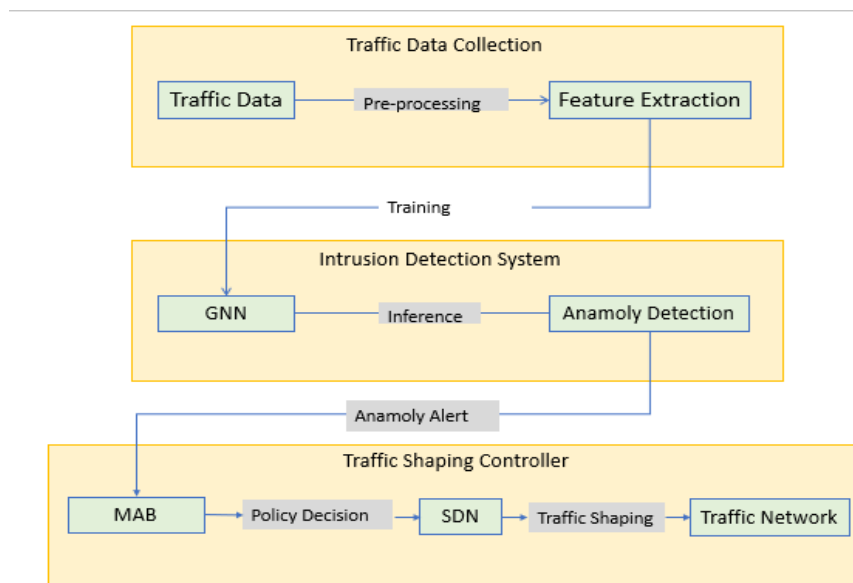 Traffic Data Collection
Traffic Data
Pre-processing
Feature Extraction
Training
Intrusion Detection System
GNN
Inference
Anamoly Detection
Anamoly Alert
Traffic Shaping Controller
MAB
Policy Decision
SDN
Traffic Shaping
Traffic Network